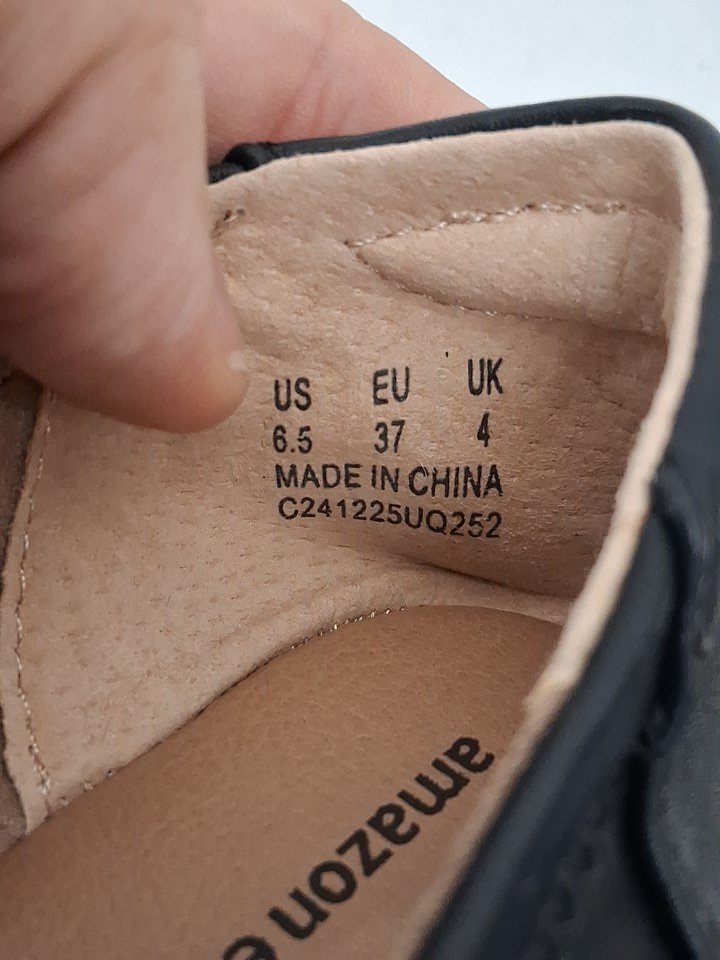 US EU UK
6.5 37 4
MADE IN CHINA
C241225UQ252
amazon e